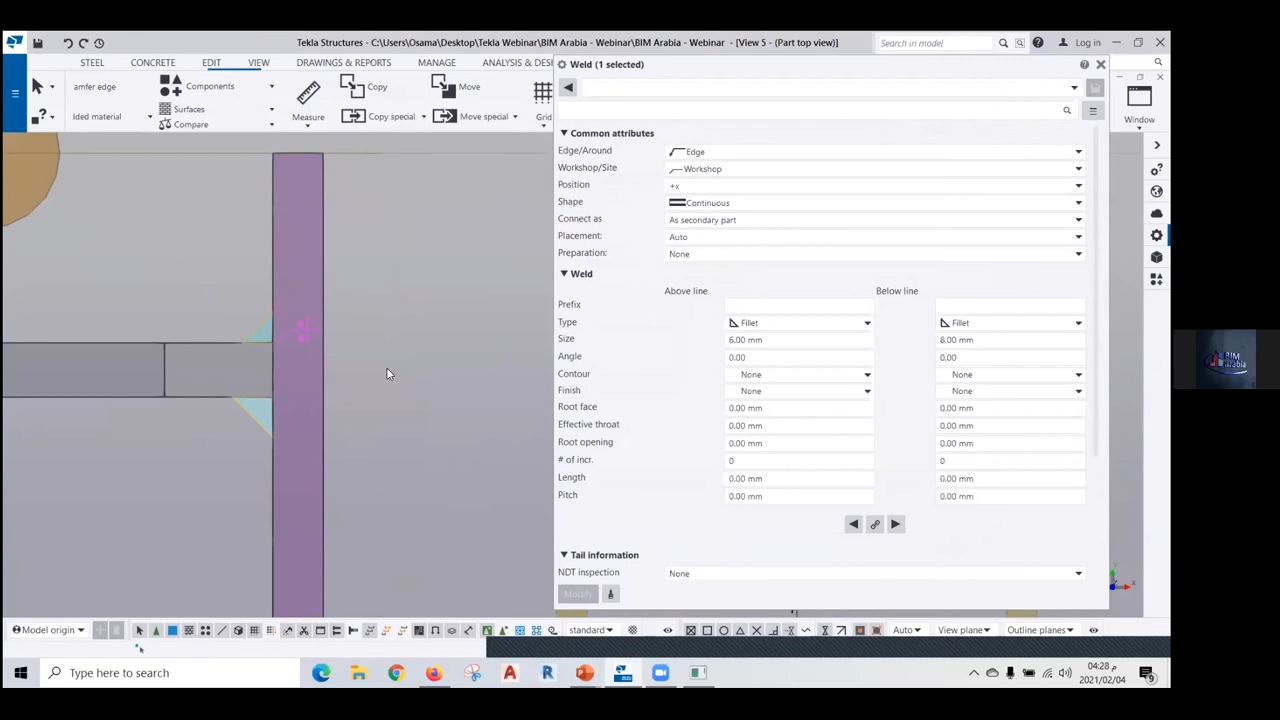 Tekla Structures - C:\Users\Osama\Desktop\Tekla Webinar\BIM Arabia - Webinar\BIM Arabia - Webinar - [View 5 - (Part top view)]
Search in model
Log in
STEEL CONCRETE EDIT VIEW DRAWINGS & REPORTS MANAGE ANALYSIS & DESI
amfer edge
Components
Copy
Move
Surfaces
lded material
Compare
Measure
Copy special
Move special
Grid
Window
Weld (1 selected)
Common attributes
Edge/Around Edge
Workshop/Site Workshop
Position +x
Shape Continuous
Connect as As secondary part
Placement: Auto
Preparation: None
Weld
Above line Below line
Prefix
Type Fillet Fillet
Size 6.00 mm 8.00 mm
Angle 0.00 0.00
Contour None None
Finish None None
Root face 0.00 mm 0.00 mm
Effective throat 0.00 mm 0.00 mm
Root opening 0.00 mm 0.00 mm
# of incr. 0 0
Length 0.00 mm 0.00 mm
Pitch 0.00 mm 0.00 mm
Tail information
NDT inspection None
Modify
Model origin standard Auto View plane Outline planes
Type here to search
04:28 م
2021/02/04
BIM
Arabia